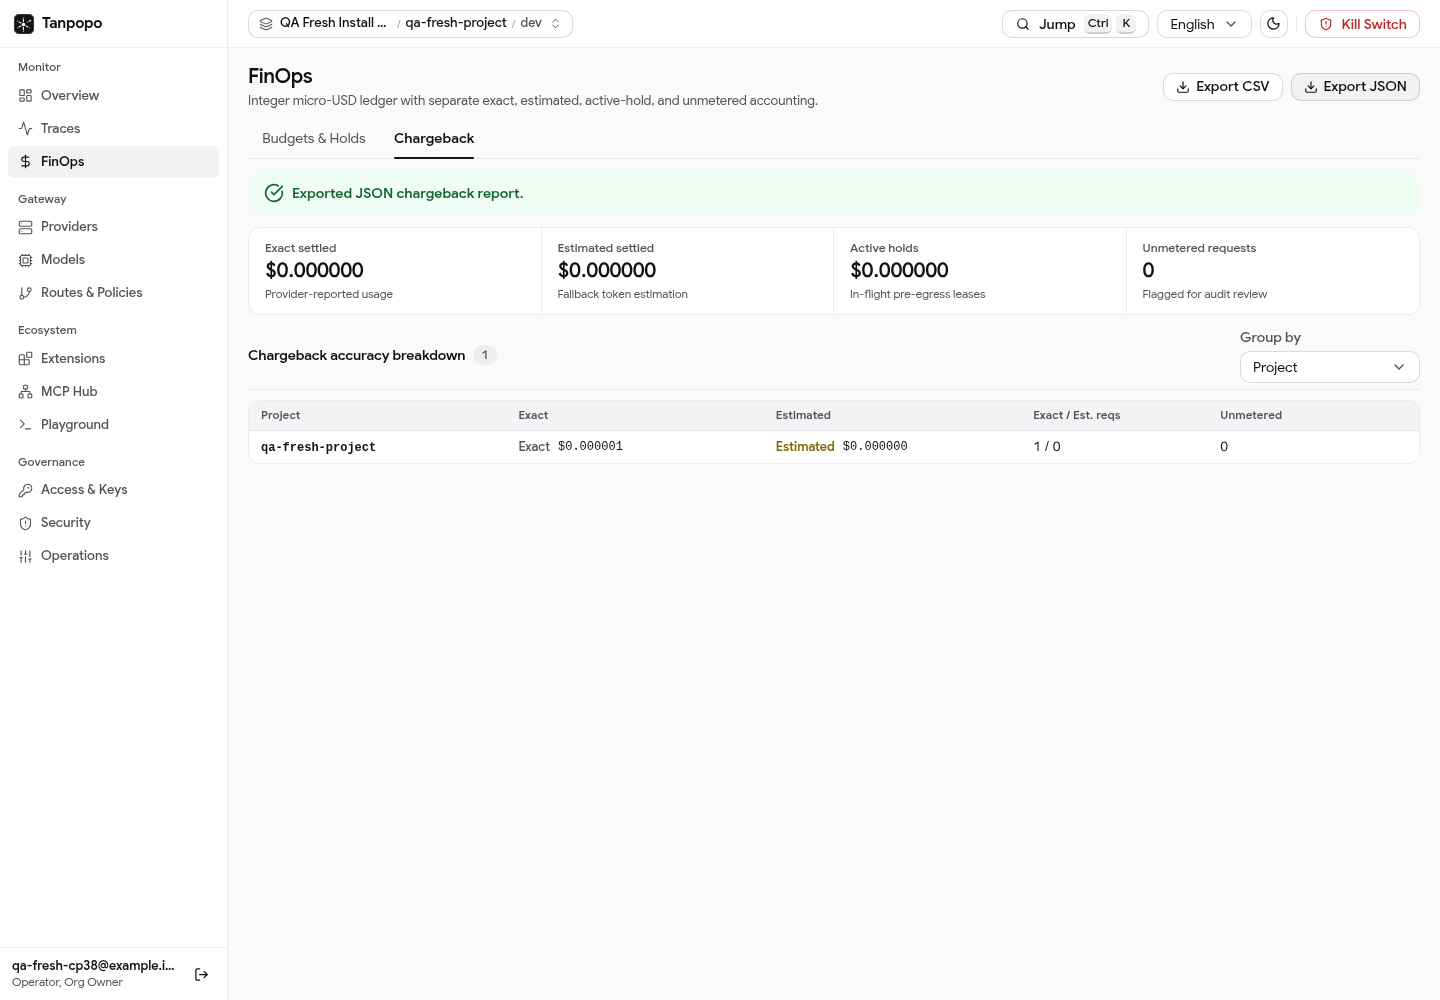 Tanpopo
QA Fresh Install ... / qa-fresh-project / dev
Jump Ctrl K
English
Kill Switch
Monitor
Overview
Traces
FinOps
Gateway
Providers
Models
Routes & Policies
Ecosystem
Extensions
MCP Hub
Playground
Governance
Access & Keys
Security
Operations
qa-fresh-cp38@example.i...
Operator, Org Owner
FinOps
Integer micro-USD ledger with separate exact, estimated, active-hold, and unmetered accounting.
Export CSV
Export JSON
Budgets & Holds
Chargeback
Exported JSON chargeback report.
Exact settled
$0.000000
Provider-reported usage
Estimated settled
$0.000000
Fallback token estimation
Active holds
$0.000000
In-flight pre-egress leases
Unmetered requests
0
Flagged for audit review
Chargeback accuracy breakdown 1
Group by
Project
Project Exact Estimated Exact / Est. reqs Unmetered
qa-fresh-project Exact $0.000001 Estimated $0.000000 1 / 0 0